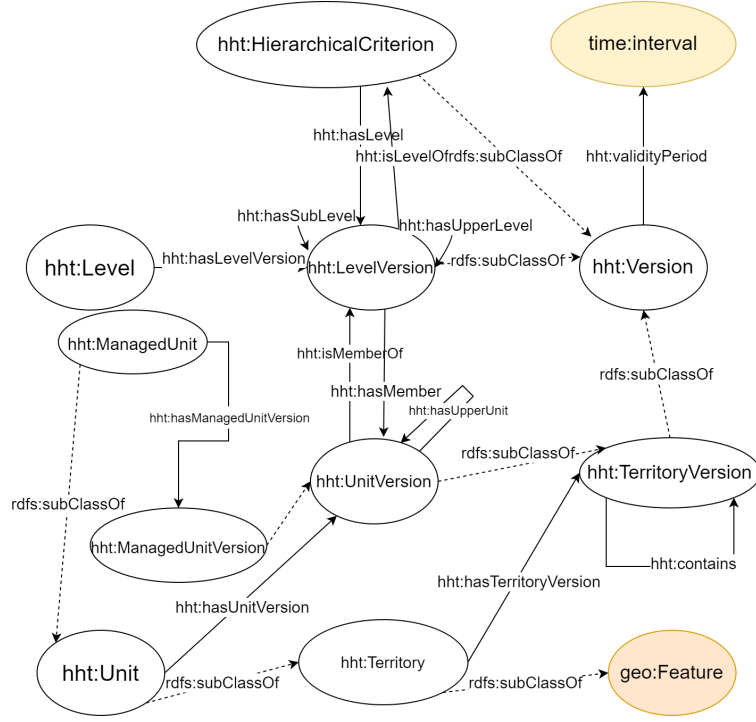 hht:HierarchicalCriterion
time:interval
hht:hasLevel
hht:isLevelOf
rdfs:subClassOf
hht:validityPeriod
hht:hasSubLevel
hht:hasUpperLevel
hht:Level
hht:hasLevelVersion
hht:LevelVersion
rdfs:subClassOf
hht:Version
hht:ManagedUnit
hht:isMemberOf
rdfs:subClassOf
hht:hasMember
hht:hasManagedUnitVersion
hht:hasUpperUnit
rdfs:subClassOf
hht:UnitVersion
hht:TerritoryVersion
rdfs:subClassOf
hht:ManagedUnitVersion
hht:contains
hht:hasTerritoryVersion
hht:hasUnitVersion
hht:Unit
rdfs:subClassOf
hht:Territory
rdfs:subClassOf
geo:Feature